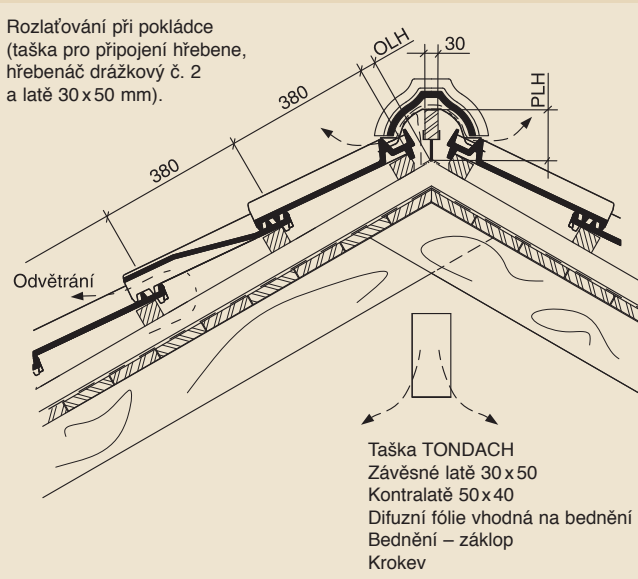 Rozlaťování při pokládce
(taška pro připojení hřebene,
hřebenáč drážkový č. 2
a latě 30 x 50 mm).
OLH
30
PLH
380
380
Odvětrání
Taška TONDACH
Závěsné latě 30 x 50
Kontralatě 50 x 40
Difuzní fólie vhodná na bednění
Bednění – záklop
Krokev